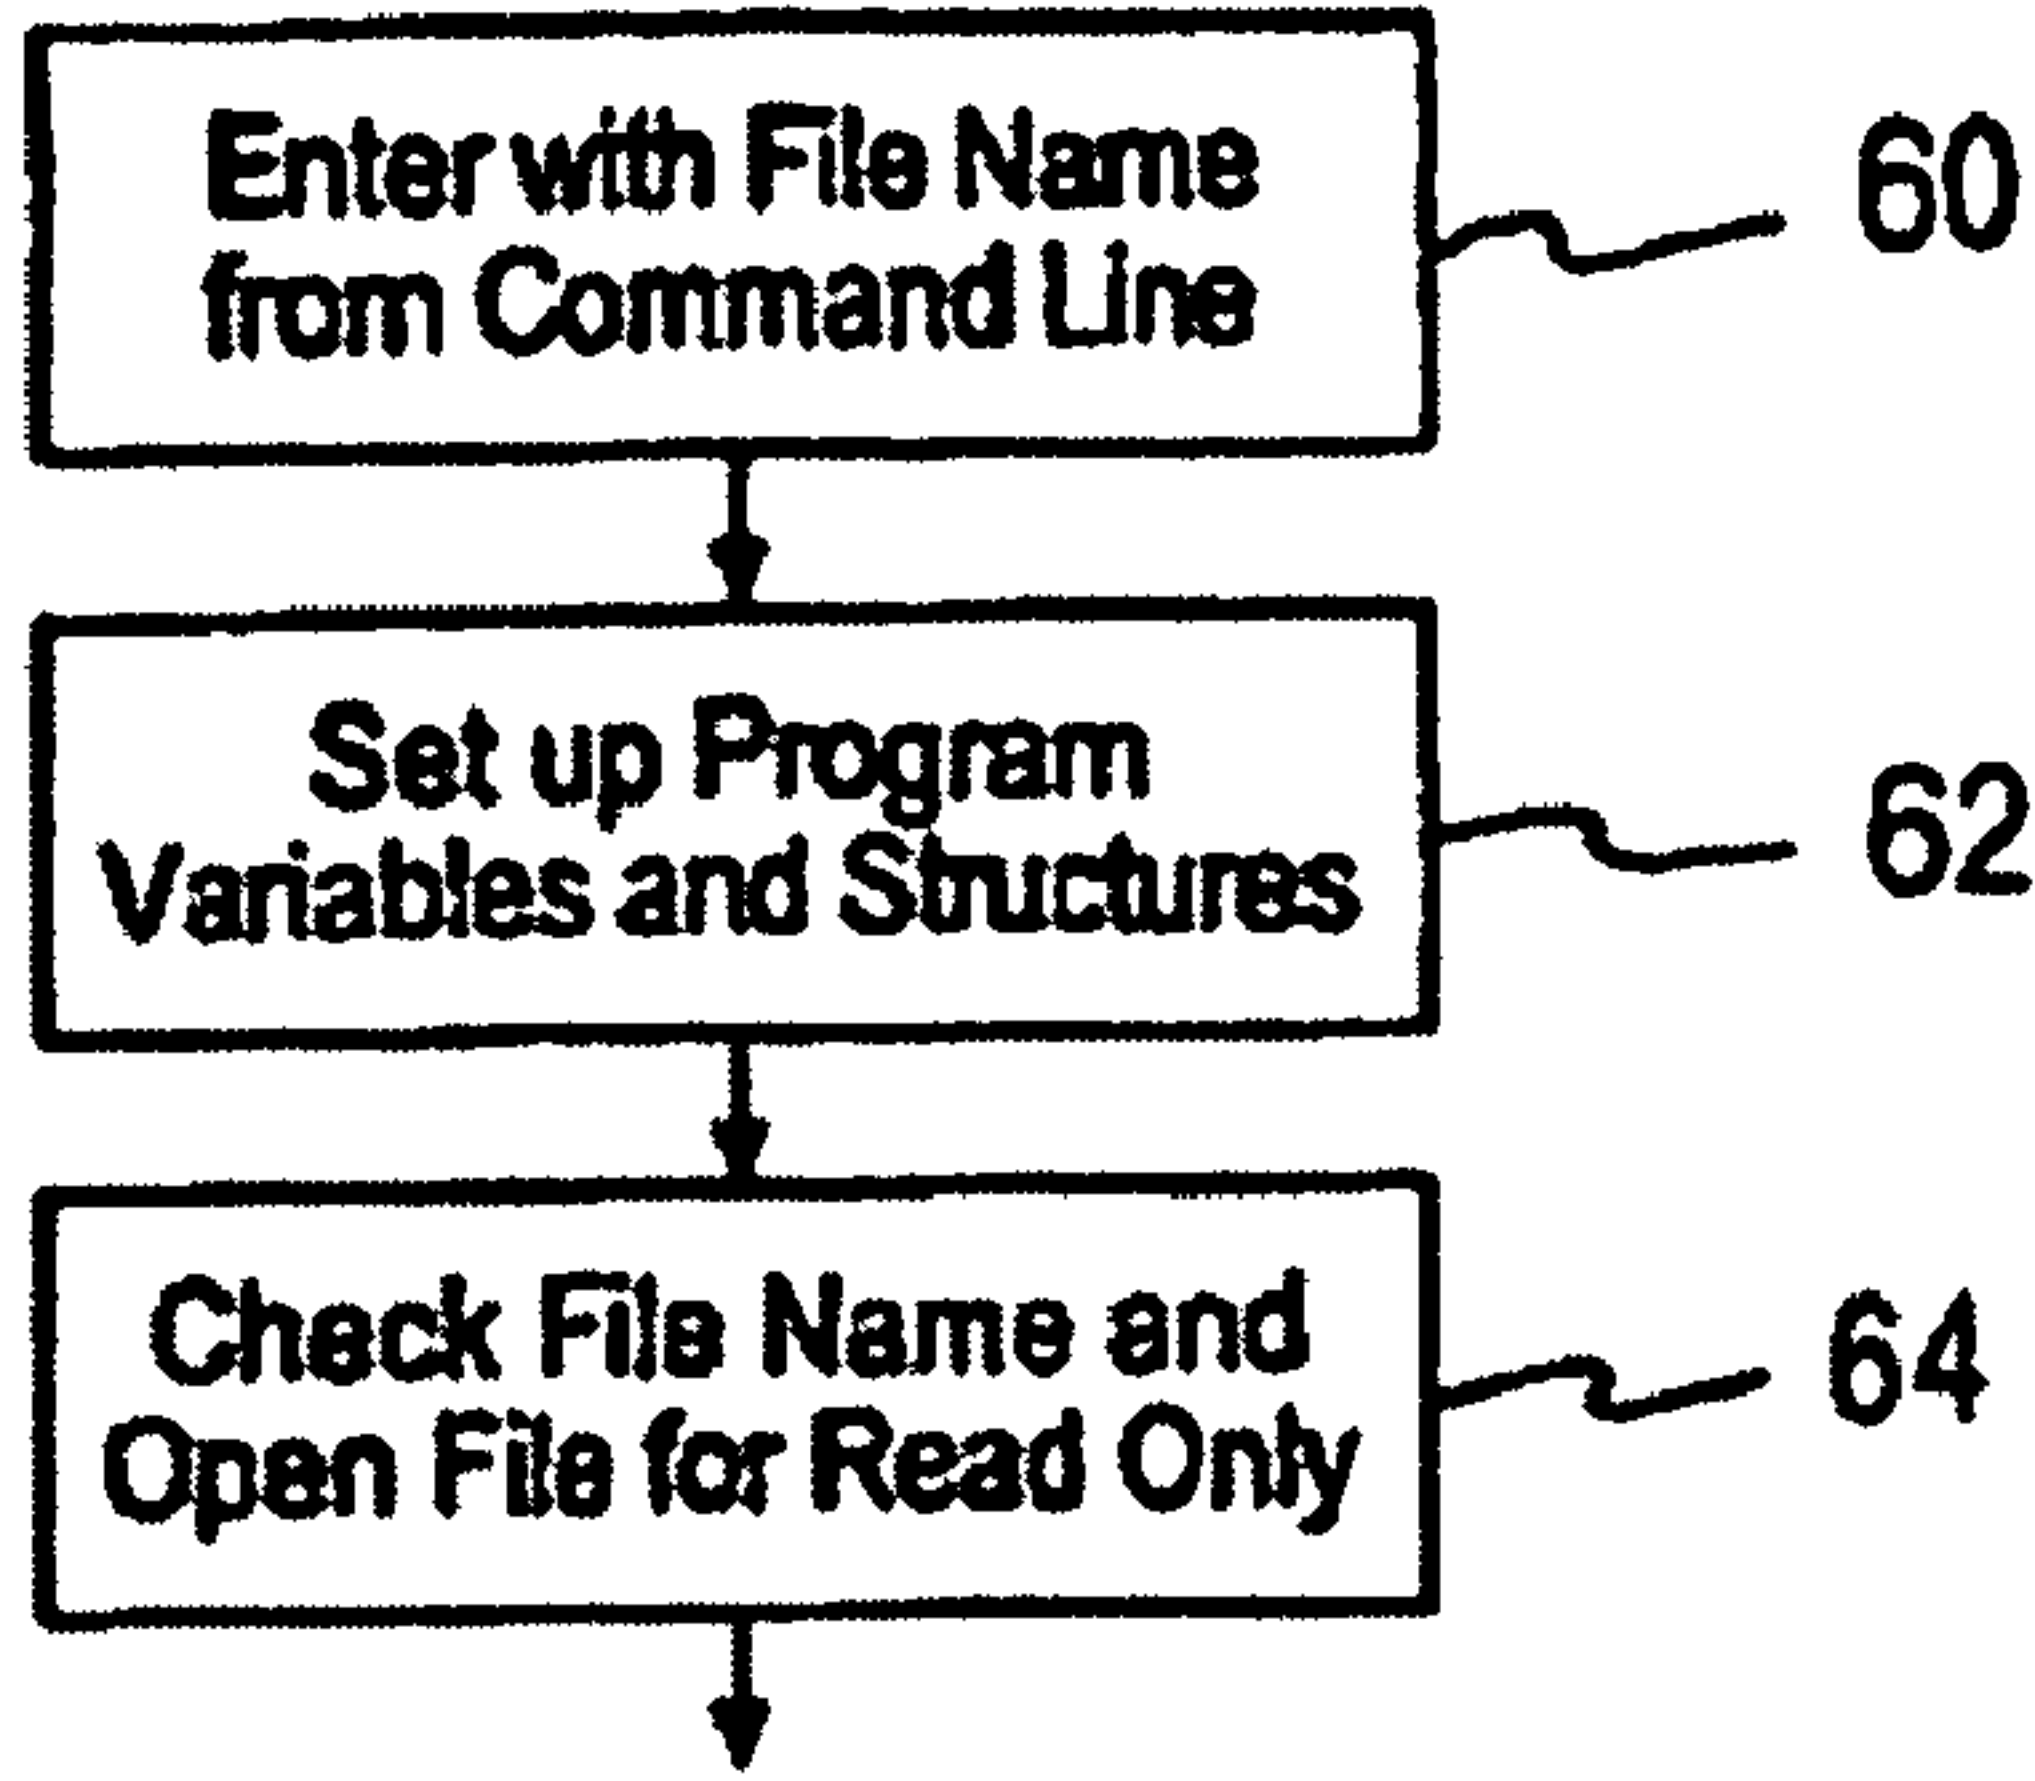 Enter with File Name
from Command Line
60
Set up Program
Variables and Structures
62
Check File Name and
Open File for Read Only
64